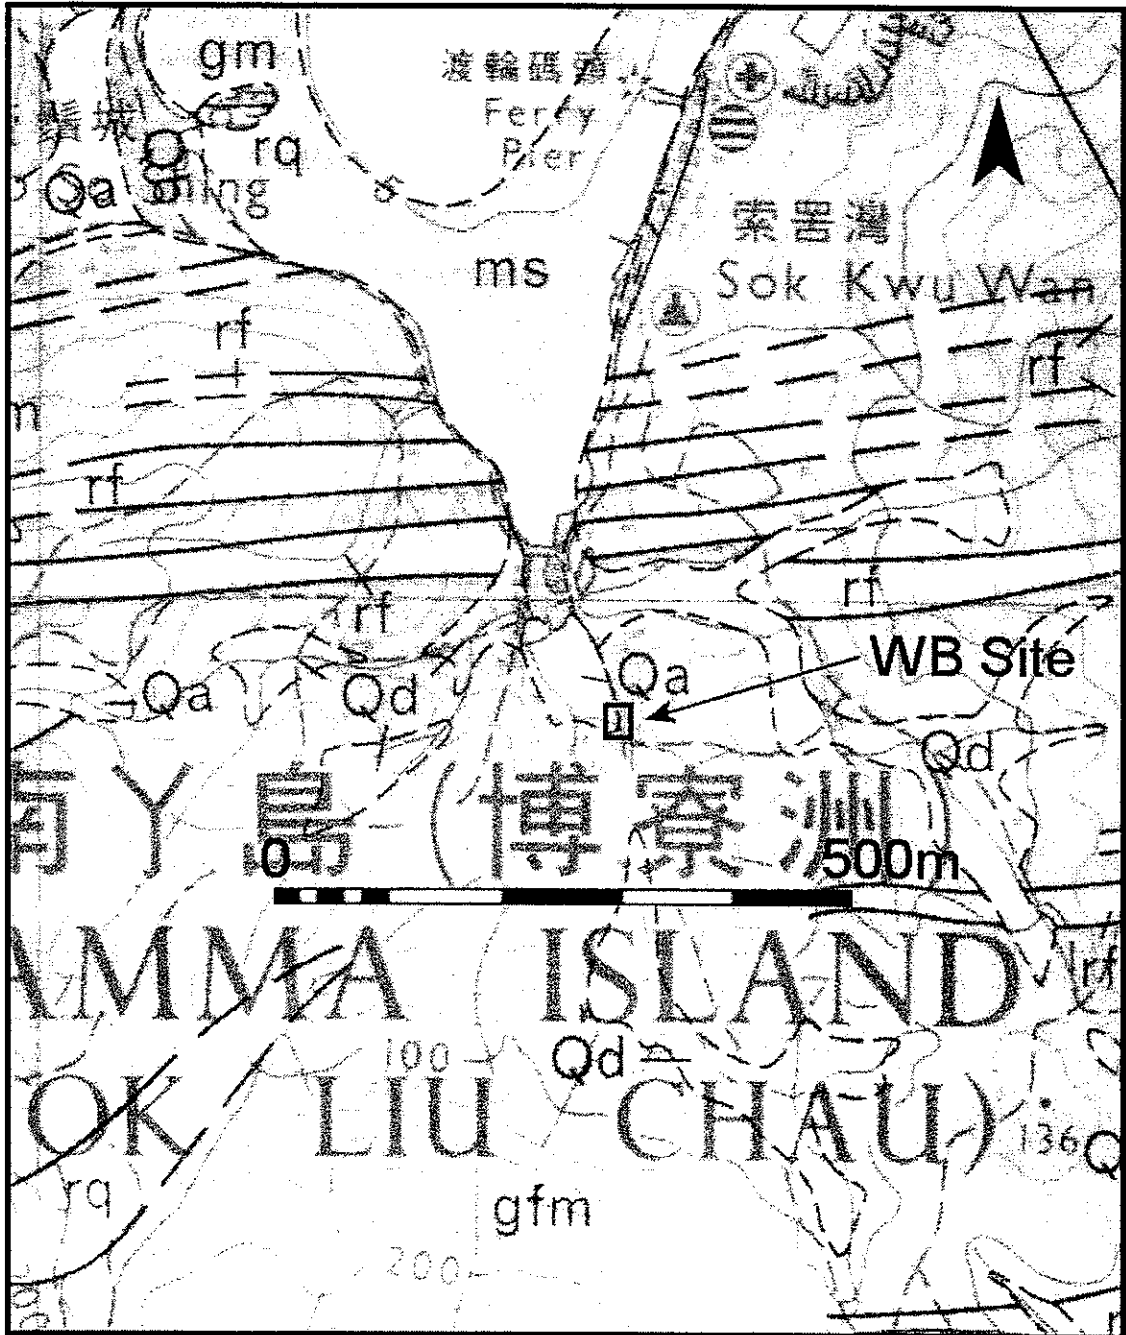 gm
渡輪碼頭
Ferry
Pier
rq
Qa
索罟灣
Sok Kwu Wan
ms
rf
rf
rf
rf
rf
WB Site
Qa
Qd
Qa
Qd
南丫島(博寮洲)
0
500m
AMMA ISLAND
rf
100
Qd
OK LIU CHAU)
136
Q
rq
gfm
200